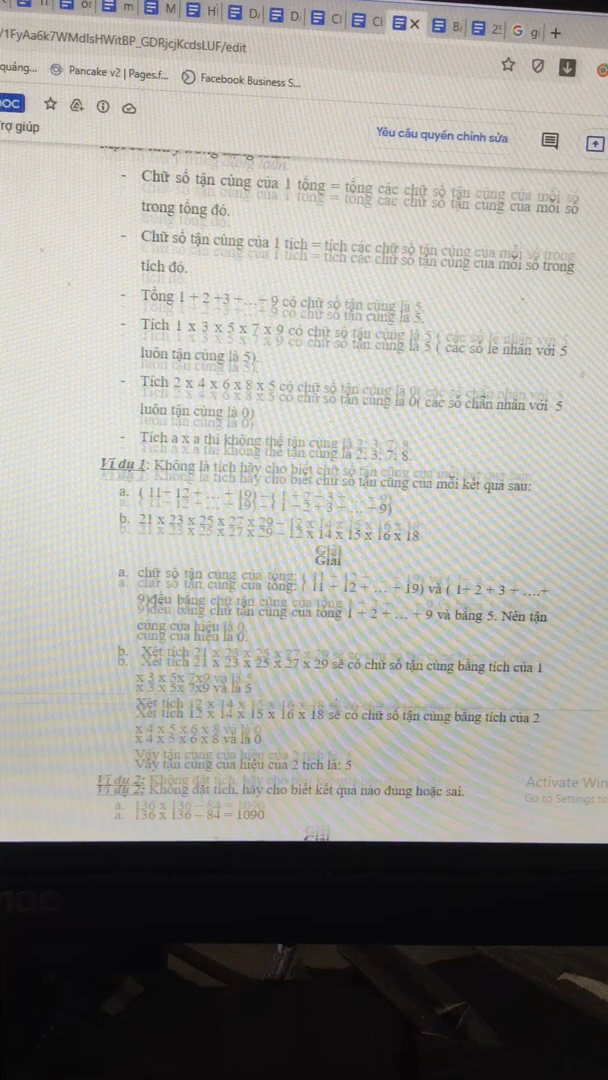 /1FyAa6k7WMdIsHWitBP_GDRjcjKcdsLUF/edit
quảng... Pancake v2 | Pages.f... Facebook Business S...
Trợ giúp
Yêu cầu quyền chỉnh sửa
- Chữ số tận cùng của 1 tổng = tổng các chữ số tận cùng của mỗi số
trong tổng đó.
- Chữ số tận cùng của 1 tích = tích các chữ số tận cùng của mỗi số trong
tích đó.
- Tổng 1 + 2 +3 +...+ 9 có chữ số tận cùng là 5.
- Tích 1 x 3 x 5 x 7 x 9 có chữ số tận cùng là 5 ( các số lẻ nhân với 5
luôn tận cùng là 5).
- Tích 2 x 4 x 6 x 8 x 5 có chữ số tận cùng là 0( các số chẵn nhân với 5
luôn tận cùng là 0)
- Tích a x a thì không thể tận cùng là 2; 3; 7; 8.
Ví dụ 1: Không là tích hãy cho biết chữ số tận cùng của mỗi kết quả sau:
a. ( 11+ 12 + ... + 19) – ( 1 + 2 + 3 + ... + 9)
b. 21 x 23 x 25 x 27 x 29 – 12 x 14 x 15 x 16 x 18
Giải
a. chữ số tận cùng của tổng: ( 11 + 12 + ... + 19) và ( 1+ 2 + 3 + ....+
9)đều bằng chữ tận cùng của tổng 1 + 2 + ... + 9 và bằng 5. Nên tận
cùng của hiệu là 0.
b. Xét tích 21 x 23 x 25 x 27 x 29 sẽ có chữ số tận cùng bằng tích của 1
x 3 x 5x 7x9 và là 5
Xét tích 12 x 14 x 15 x 16 x 18 sẽ có chữ số tận cùng bằng tích của 2
x 4 x 5 x 6 x 8 và là 0
Vậy tận cùng của hiệu của 2 tích là: 5
Ví dụ 2: Không đặt tích, hãy cho biết kết quả nào đúng hoặc sai.
a. 136 x 136 – 84 = 1090
Giải
Activate Win
Go to Settings to
AOC